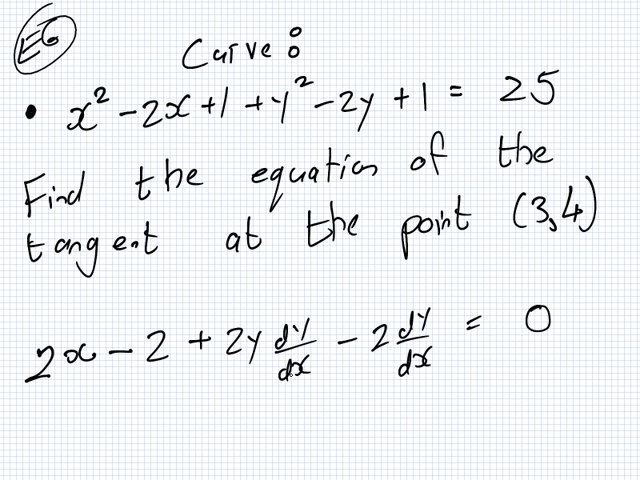 EG
Curve:
• x² - 2x + 1 + y² - 2y + 1 = 25
Find the equation of the
tangent at the point (3,4)
2x - 2 + 2y dy/dx - 2 dy/dx = 0